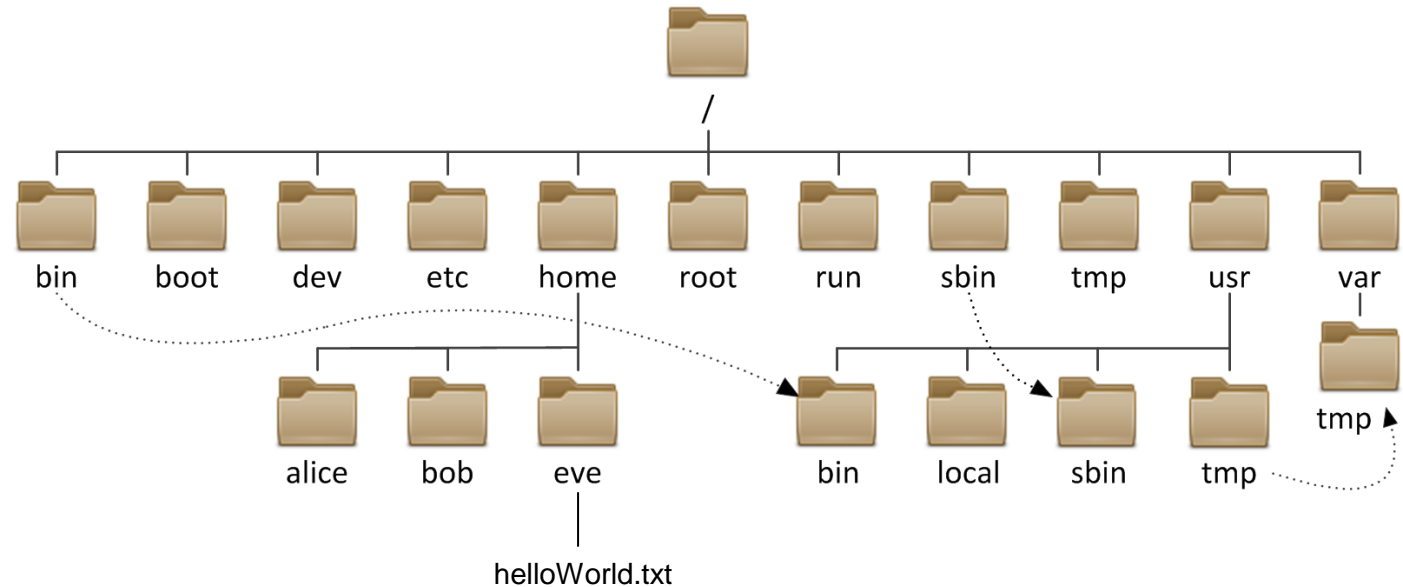 /
bin boot dev etc home root run sbin tmp usr var
tmp
alice bob eve bin local sbin tmp
helloWorld.txt